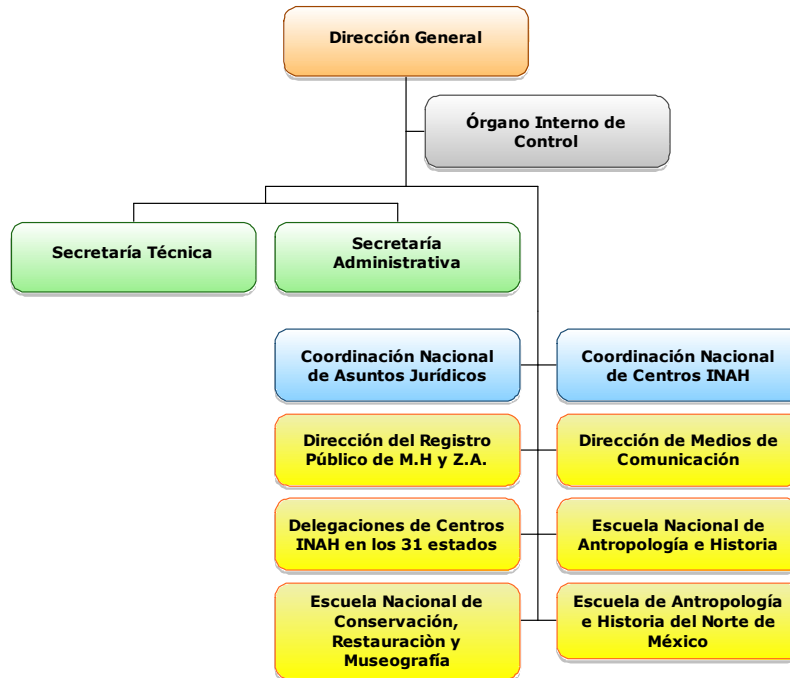 Dirección General
Órgano Interno de
Control
Secretaría Técnica
Secretaría
Administrativa
Coordinación Nacional
de Asuntos Jurídicos
Coordinación Nacional
de Centros INAH
Dirección del Registro
Público de M.H y Z.A.
Dirección de Medios de
Comunicación
Delegaciones de Centros
INAH en los 31 estados
Escuela Nacional de
Antropología e Historia
Escuela Nacional de
Conservación,
Restauraciòn y
Museografía
Escuela de Antropología
e Historia del Norte de
México